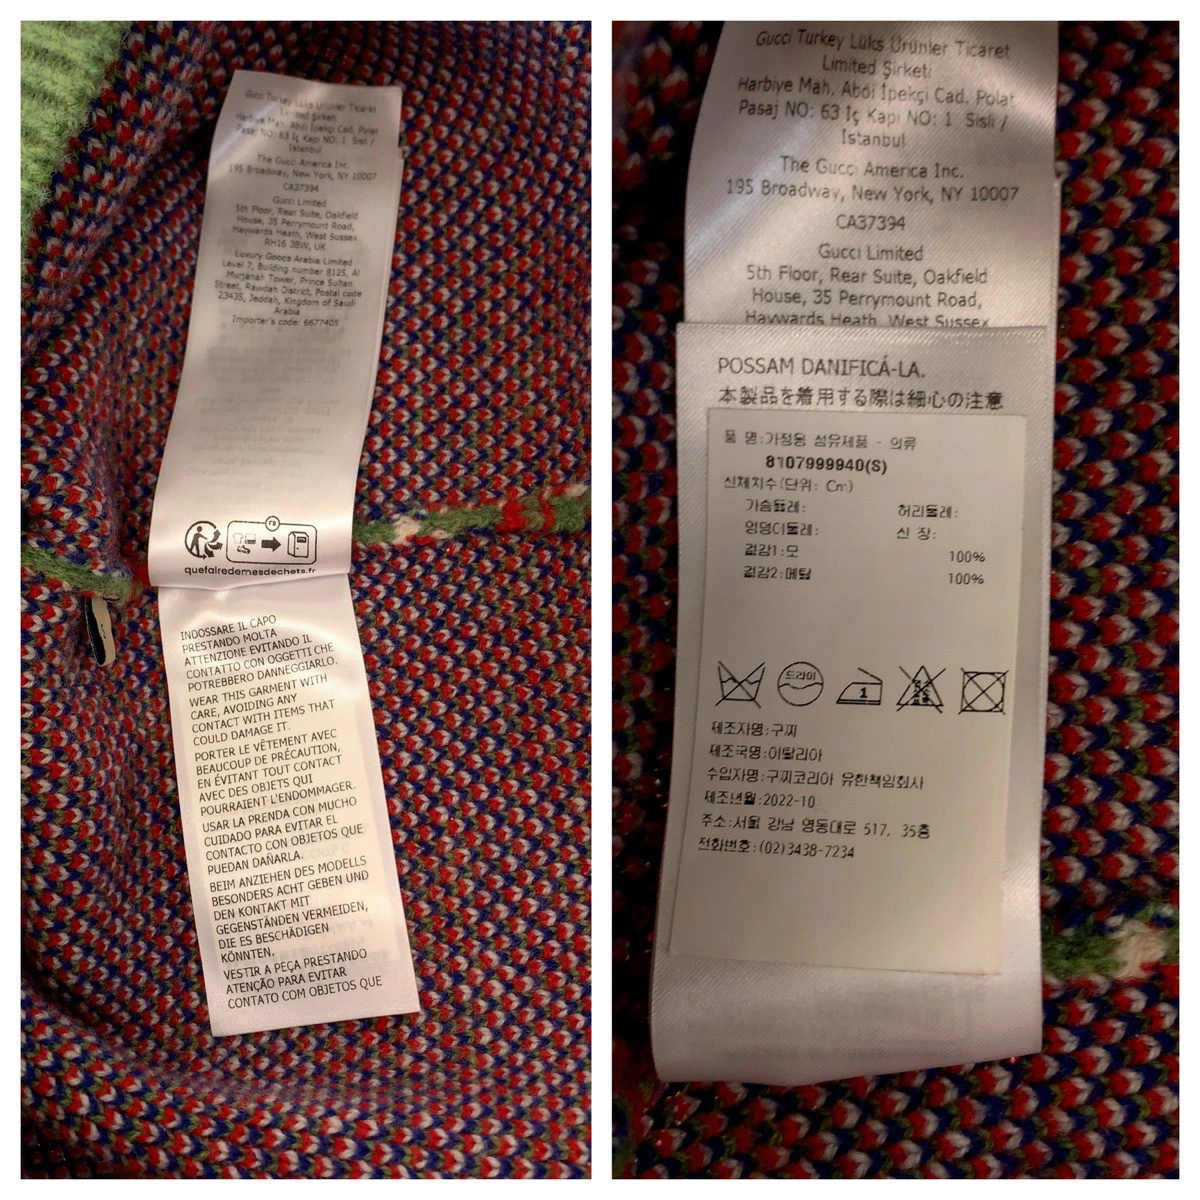 Gucci Turkey Lüks Ürünler Ticaret
Limited Şirketi
Harbiye Mah. Abdi İpekçi Cad. Polat
Pasaj NO: 63 İç Kapı NO: 1 Sisli /
Istanbul
The Gucci America Inc.
195 Broadway, New York, NY 10007
CA37394
Gucci Limited
5th Floor, Rear Suite, Oakfield
House, 35 Perrymount Road,
Haywards Heath, West Sussex
RH16 3BW, UK
Luxury Goods Arabia Limited
Level 7, Building number 8125, Al
Murjanah Tower, Prince Sultan
Street, Rawdah District, Postal code
23435, Jeddah, Kingdom of Saudi
Arabia
Importer's code: 6677405
FR
quefairedemesdechets.fr
INDOSSARE IL CAPO
PRESTANDO MOLTA
ATTENZIONE EVITANDO IL
CONTATTO CON OGGETTI CHE
POTREBBERO DANNEGGIARLO.
WEAR THIS GARMENT WITH
CARE, AVOIDING ANY
CONTACT WITH ITEMS THAT
COULD DAMAGE IT.
PORTER LE VÊTEMENT AVEC
BEAUCOUP DE PRÉCAUTION,
EN ÉVITANT TOUT CONTACT
AVEC DES OBJETS QUI
POURRAIENT L'ENDOMMAGER.
USAR LA PRENDA CON MUCHO
CUIDADO PARA EVITAR EL
CONTACTO CON OBJETOS QUE
PUEDAN DAÑARLA.
BEIM ANZIEHEN DES MODELLS
BESONDERS ACHT GEBEN UND
DEN KONTAKT MIT
GEGENSTÄNDEN VERMEIDEN,
DIE ES BESCHÄDIGEN
KÖNNTEN.
VESTIR A PEÇA PRESTANDO
ATENÇÃO PARA EVITAR
CONTATO COM OBJETOS QUE
Gucci Turkey Lüks Ürünler Ticaret
Limited Şirketi
Harbiye Mah. Abdi İpekçi Cad. Polat
Pasaj NO: 63 İç Kapı NO: 1 Sisli /
Istanbul
The Gucci America Inc.
195 Broadway, New York, NY 10007
CA37394
Gucci Limited
5th Floor, Rear Suite, Oakfield
House, 35 Perrymount Road,
Haywards Heath, West Sussex
POSSAM DANIFICÁ-LA.
本製品を着用する際は細心の注意
품 명:가정용 섬유제품 - 의류
8107999940(S)
신체치수(단위: Cm)
가슴둘레: 허리둘레:
엉덩이둘레: 신 장:
겉감1:모 100%
겉감2:메탈 100%
드라이
1
제조자명:구찌
제조국명:이탈리아
수입자명:구찌코리아 유한책임회사
제조년월:2022-10
주소:서울 강남 영동대로 517, 35층
전화번호:(02)3438-7234